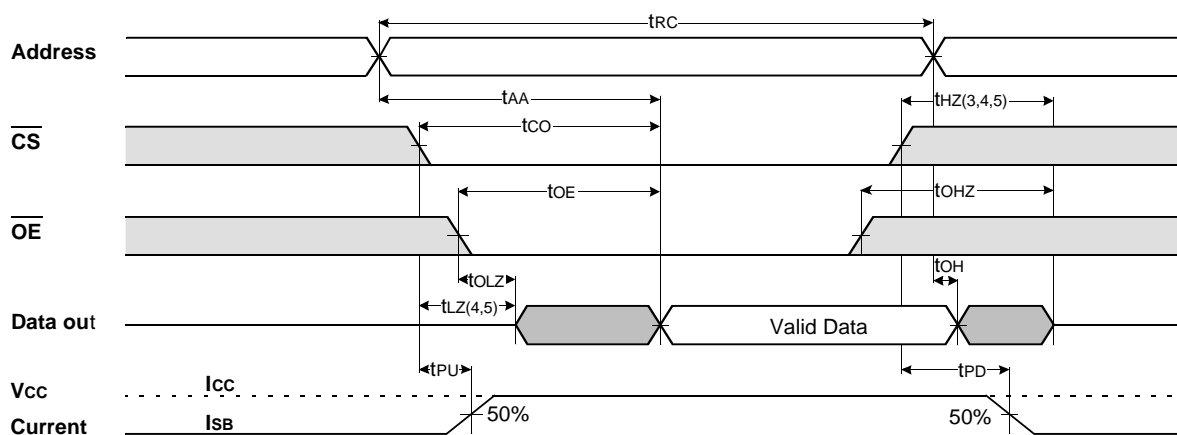 tRC
Address
tAA
tHZ(3,4,5)
tCO
CS
tOE
tOHZ
OE
tOH
tOLZ
tLZ(4,5)
Data out
Valid Data
tPU
tPD
VCC
ICC
50%
50%
Current
ISB